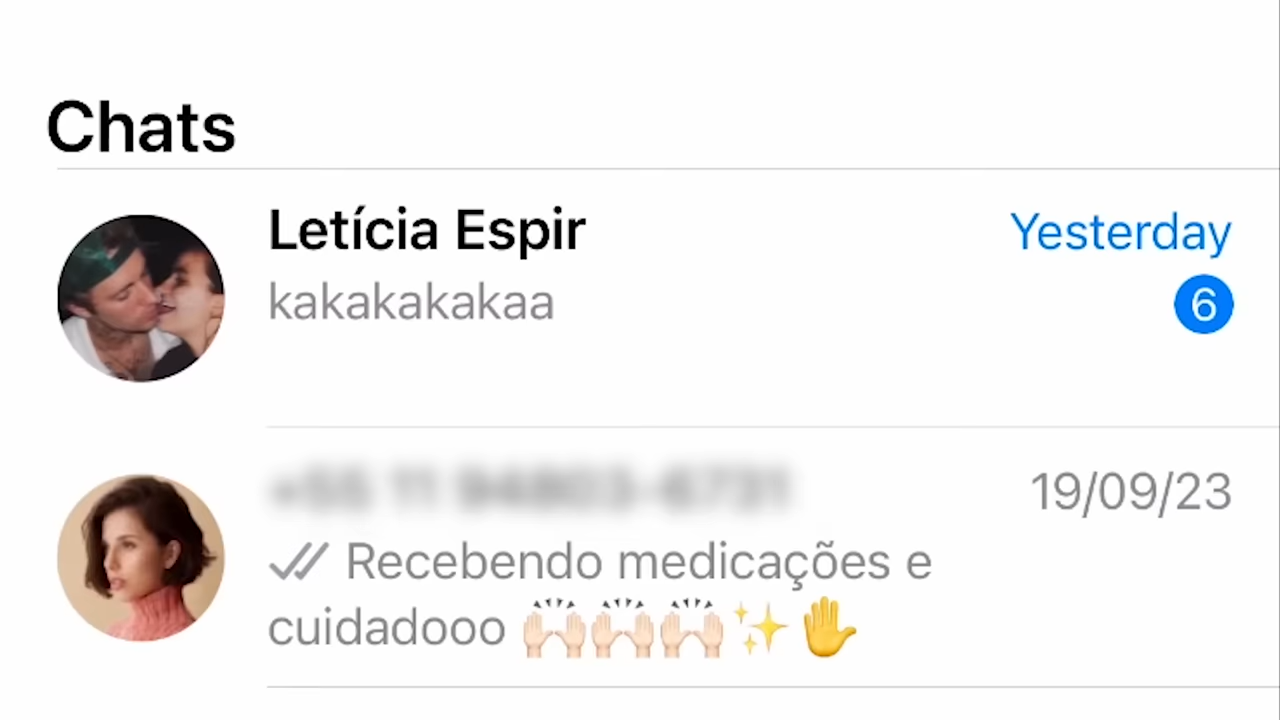 Chats
Letícia Espir
Yesterday
kakakakakaa
6
19/09/23
Recebendo medicações e
cuidadooo 🙌🏻🙌🏻🙌🏻✨🤚